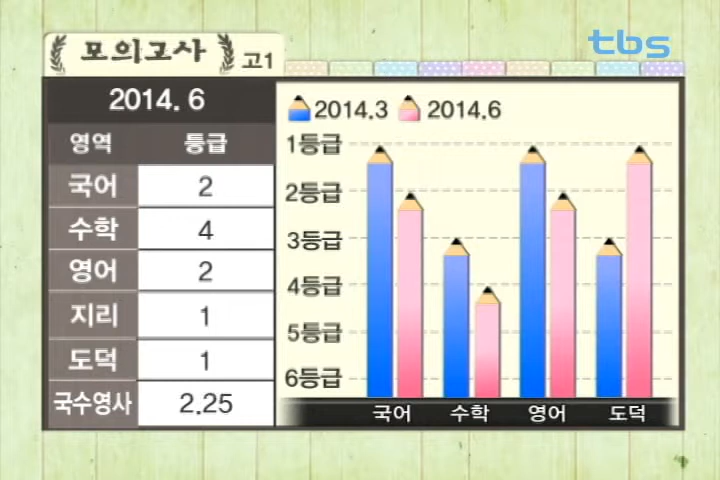 tbs
모의고사 고1
2014. 6
영역 등급
국어 2
수학 4
영어 2
지리 1
도덕 1
국수영사 2.25
2014.3 2014.6
1등급
2등급
3등급
4등급
5등급
6등급
국어 수학 영어 도덕